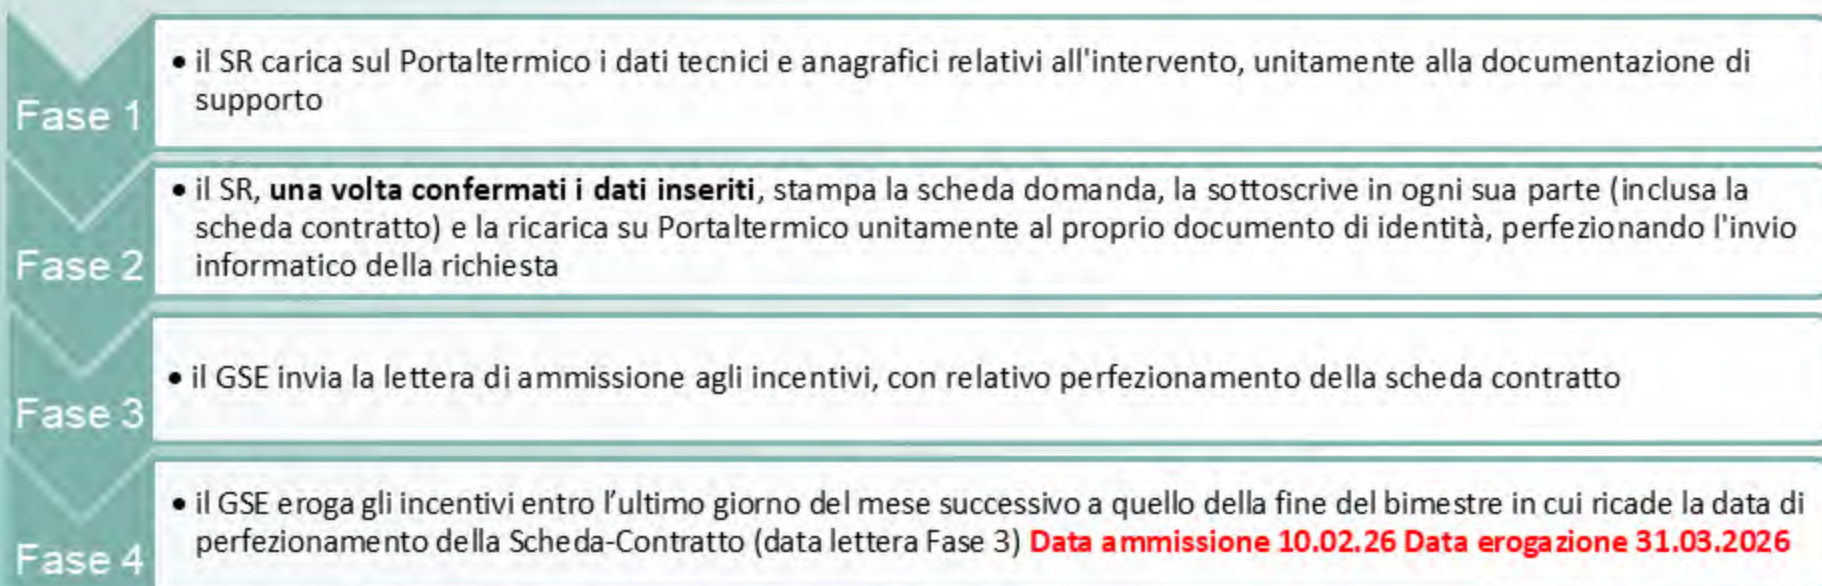 Fase 1
• il SR carica sul Portaltermico i dati tecnici e anagrafici relativi all'intervento, unitamente alla documentazione di
supporto
Fase 2
• il SR, una volta confermati i dati inseriti, stampa la scheda domanda, la sottoscrive in ogni sua parte (inclusa la
scheda contratto) e la ricarica su Portaltermico unitamente al proprio documento di identità, perfezionando l'invio
informatico della richiesta
Fase 3
• il GSE invia la lettera di ammissione agli incentivi, con relativo perfezionamento della scheda contratto
Fase 4
• il GSE eroga gli incentivi entro l’ultimo giorno del mese successivo a quello della fine del bimestre in cui ricade la data di
perfezionamento della Scheda-Contratto (data lettera Fase 3) Data ammissione 10.02.26 Data erogazione 31.03.2026